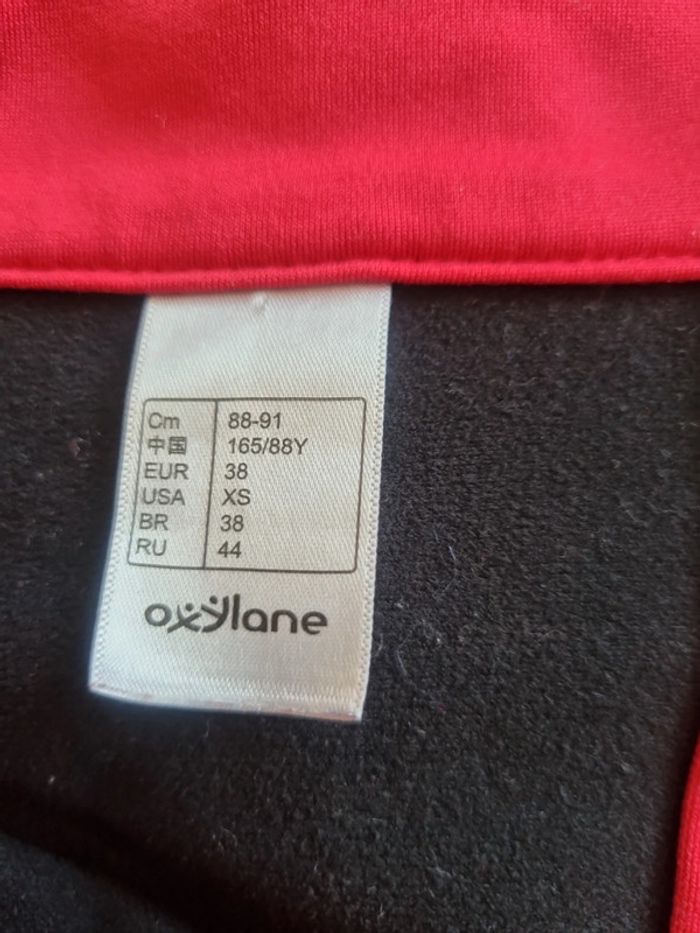 Cm 88-91
中国 165/88Y
EUR 38
USA XS
BR 38
RU 44
oxylane